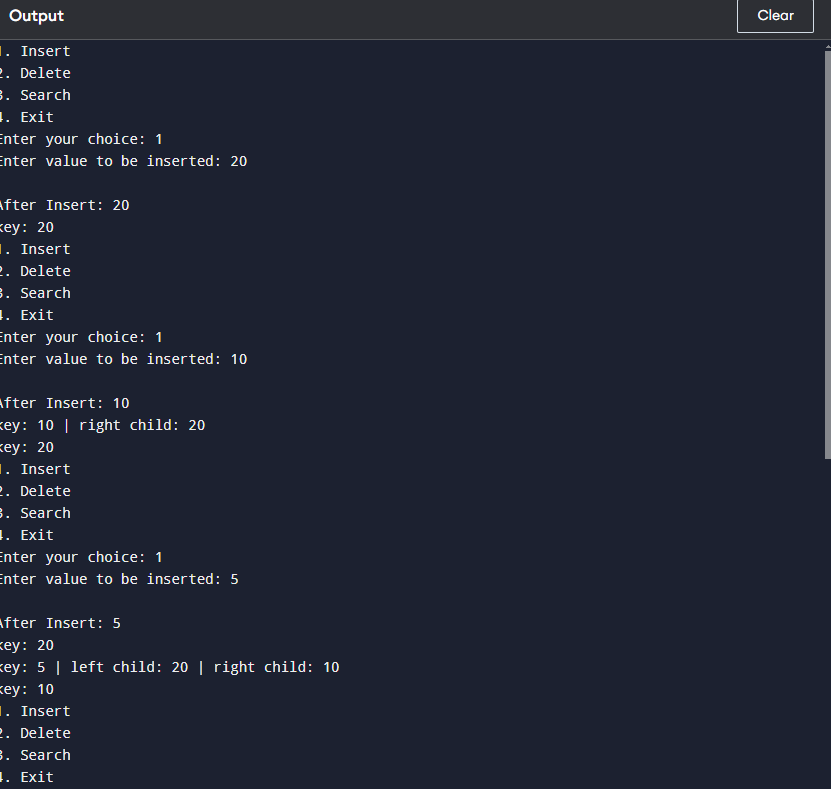 Output
Clear
1. Insert
2. Delete
3. Search
4. Exit
Enter your choice: 1
Enter value to be inserted: 20
After Insert: 20
key: 20
1. Insert
2. Delete
3. Search
4. Exit
Enter your choice: 1
Enter value to be inserted: 10
After Insert: 10
key: 10 | right child: 20
key: 20
1. Insert
2. Delete
3. Search
4. Exit
Enter your choice: 1
Enter value to be inserted: 5
After Insert: 5
key: 20
key: 5 | left child: 20 | right child: 10
key: 10
1. Insert
2. Delete
3. Search
4. Exit